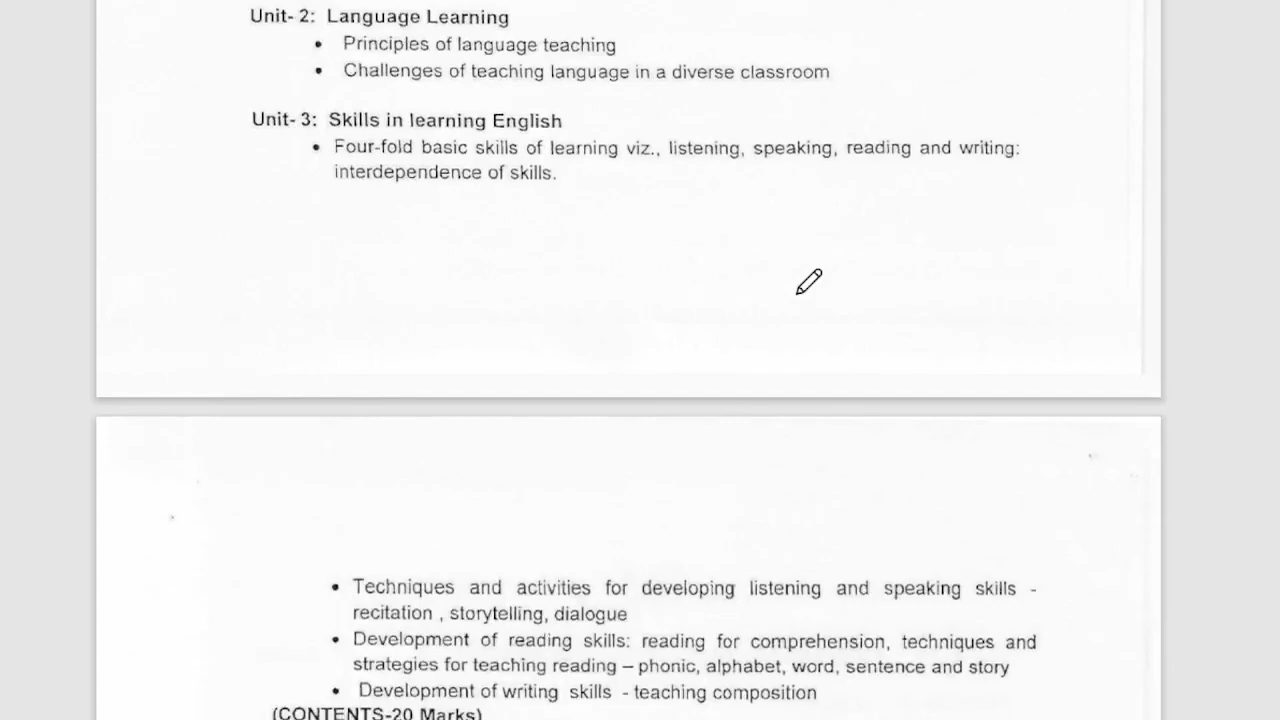 Unit- 2: Language Learning
• Principles of language teaching
• Challenges of teaching language in a diverse classroom
Unit- 3: Skills in learning English
• Four-fold basic skills of learning viz., listening, speaking, reading and writing:
interdependence of skills.
• Techniques and activities for developing listening and speaking skills -
recitation , storytelling, dialogue
• Development of reading skills: reading for comprehension, techniques and
strategies for teaching reading – phonic, alphabet, word, sentence and story
• Development of writing skills - teaching composition
(CONTENTS-20 Marks)